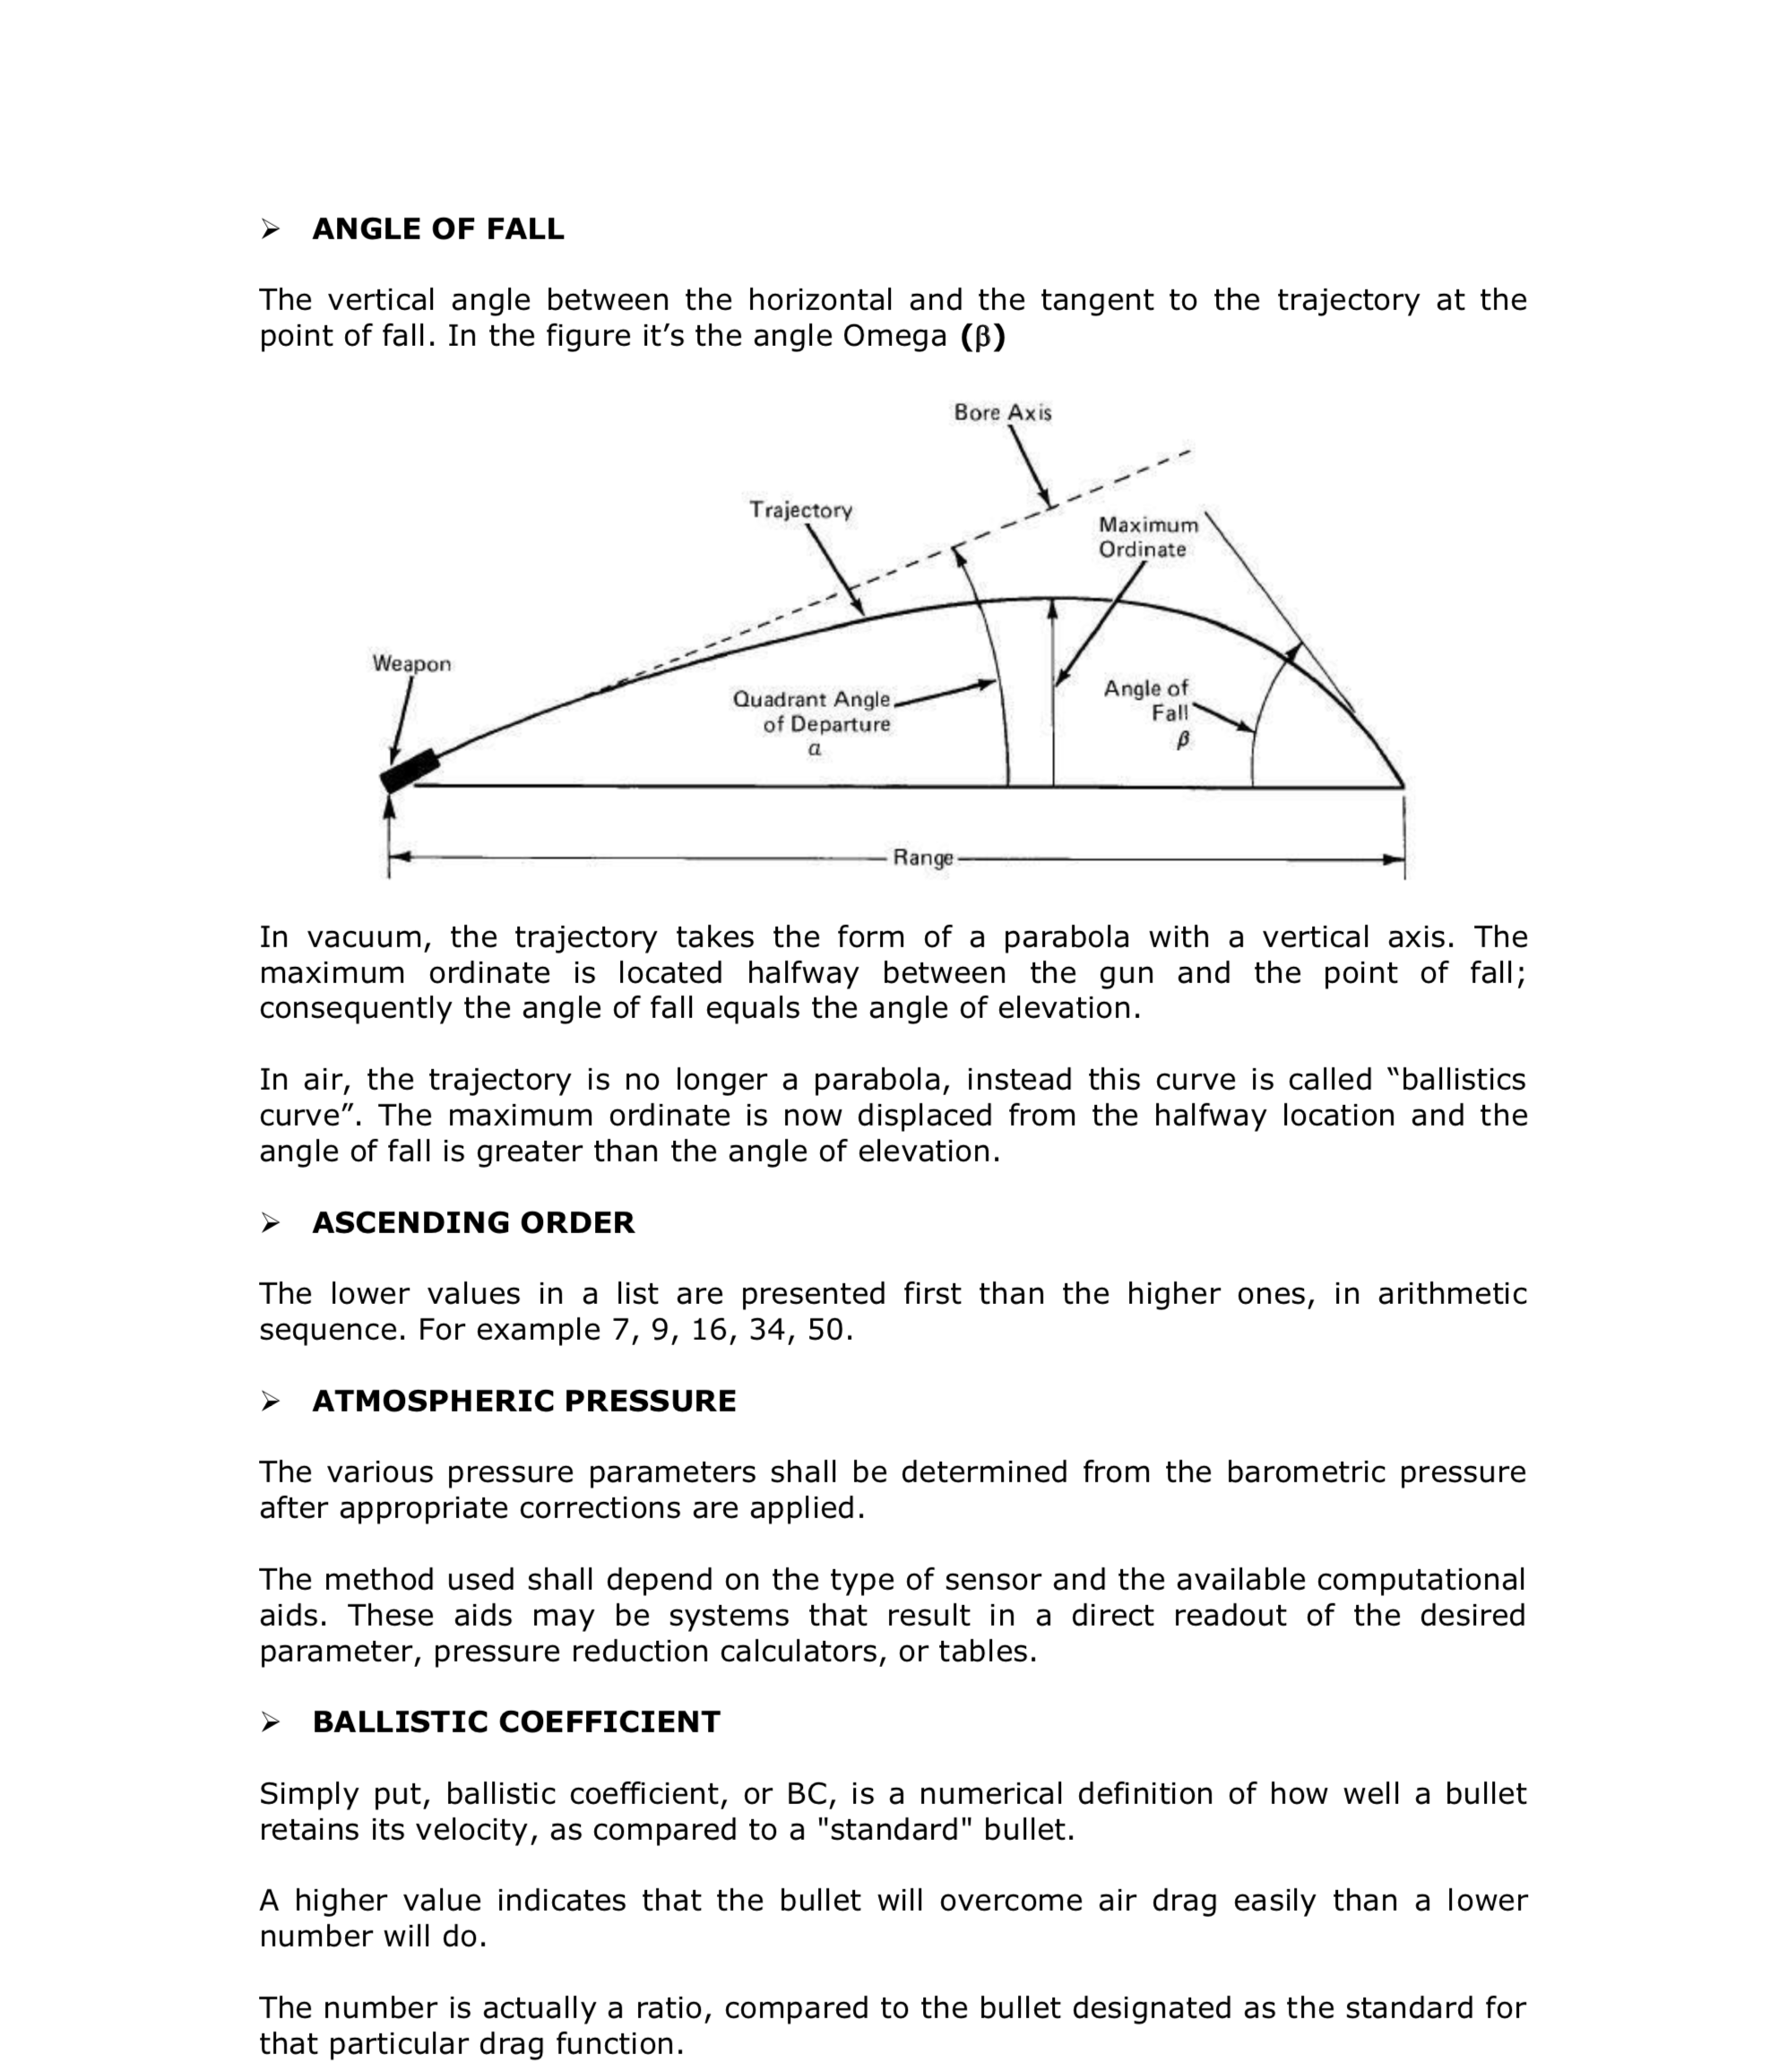 ➢ ANGLE OF FALL
The vertical angle between the horizontal and the tangent to the trajectory at the
point of fall. In the figure it’s the angle Omega (β)
Bore Axis
Trajectory
Maximum
Ordinate
Weapon
Quadrant Angle
of Departure
α
Angle of
Fall
β
Range
In vacuum, the trajectory takes the form of a parabola with a vertical axis. The
maximum ordinate is located halfway between the gun and the point of fall;
consequently the angle of fall equals the angle of elevation.
In air, the trajectory is no longer a parabola, instead this curve is called “ballistics
curve”. The maximum ordinate is now displaced from the halfway location and the
angle of fall is greater than the angle of elevation.
➢ ASCENDING ORDER
The lower values in a list are presented first than the higher ones, in arithmetic
sequence. For example 7, 9, 16, 34, 50.
➢ ATMOSPHERIC PRESSURE
The various pressure parameters shall be determined from the barometric pressure
after appropriate corrections are applied.
The method used shall depend on the type of sensor and the available computational
aids. These aids may be systems that result in a direct readout of the desired
parameter, pressure reduction calculators, or tables.
➢ BALLISTIC COEFFICIENT
Simply put, ballistic coefficient, or BC, is a numerical definition of how well a bullet
retains its velocity, as compared to a "standard" bullet.
A higher value indicates that the bullet will overcome air drag easily than a lower
number will do.
The number is actually a ratio, compared to the bullet designated as the standard for
that particular drag function.